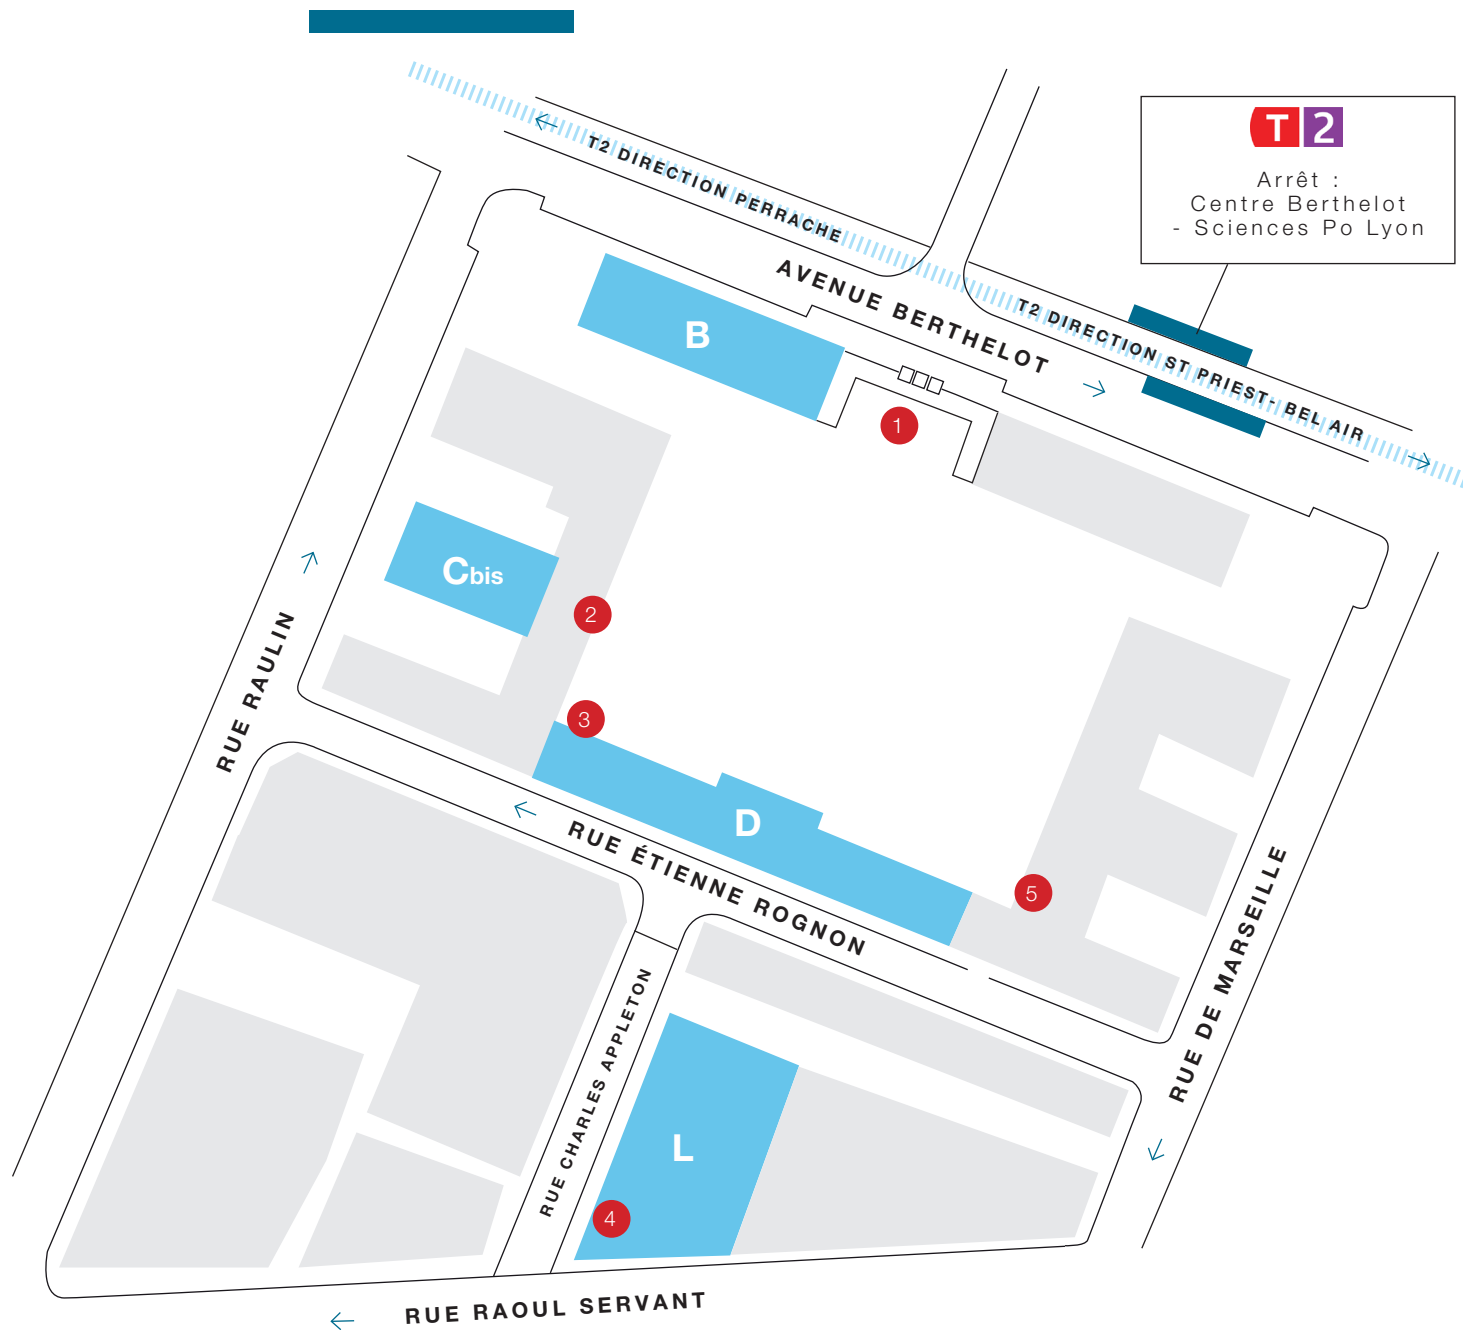 T2
Arrêt :
Centre Berthelot
- Sciences Po Lyon
T2 DIRECTION PERRACHE
AVENUE BERTHELOT
T2 DIRECTION ST PRIEST- BEL AIR
B
1
Cbis
2
RUE RAULIN
3
D
RUE ÉTIENNE ROGNON
5
RUE DE MARSEILLE
RUE CHARLES APPLETON
L
4
RUE RAOUL SERVANT